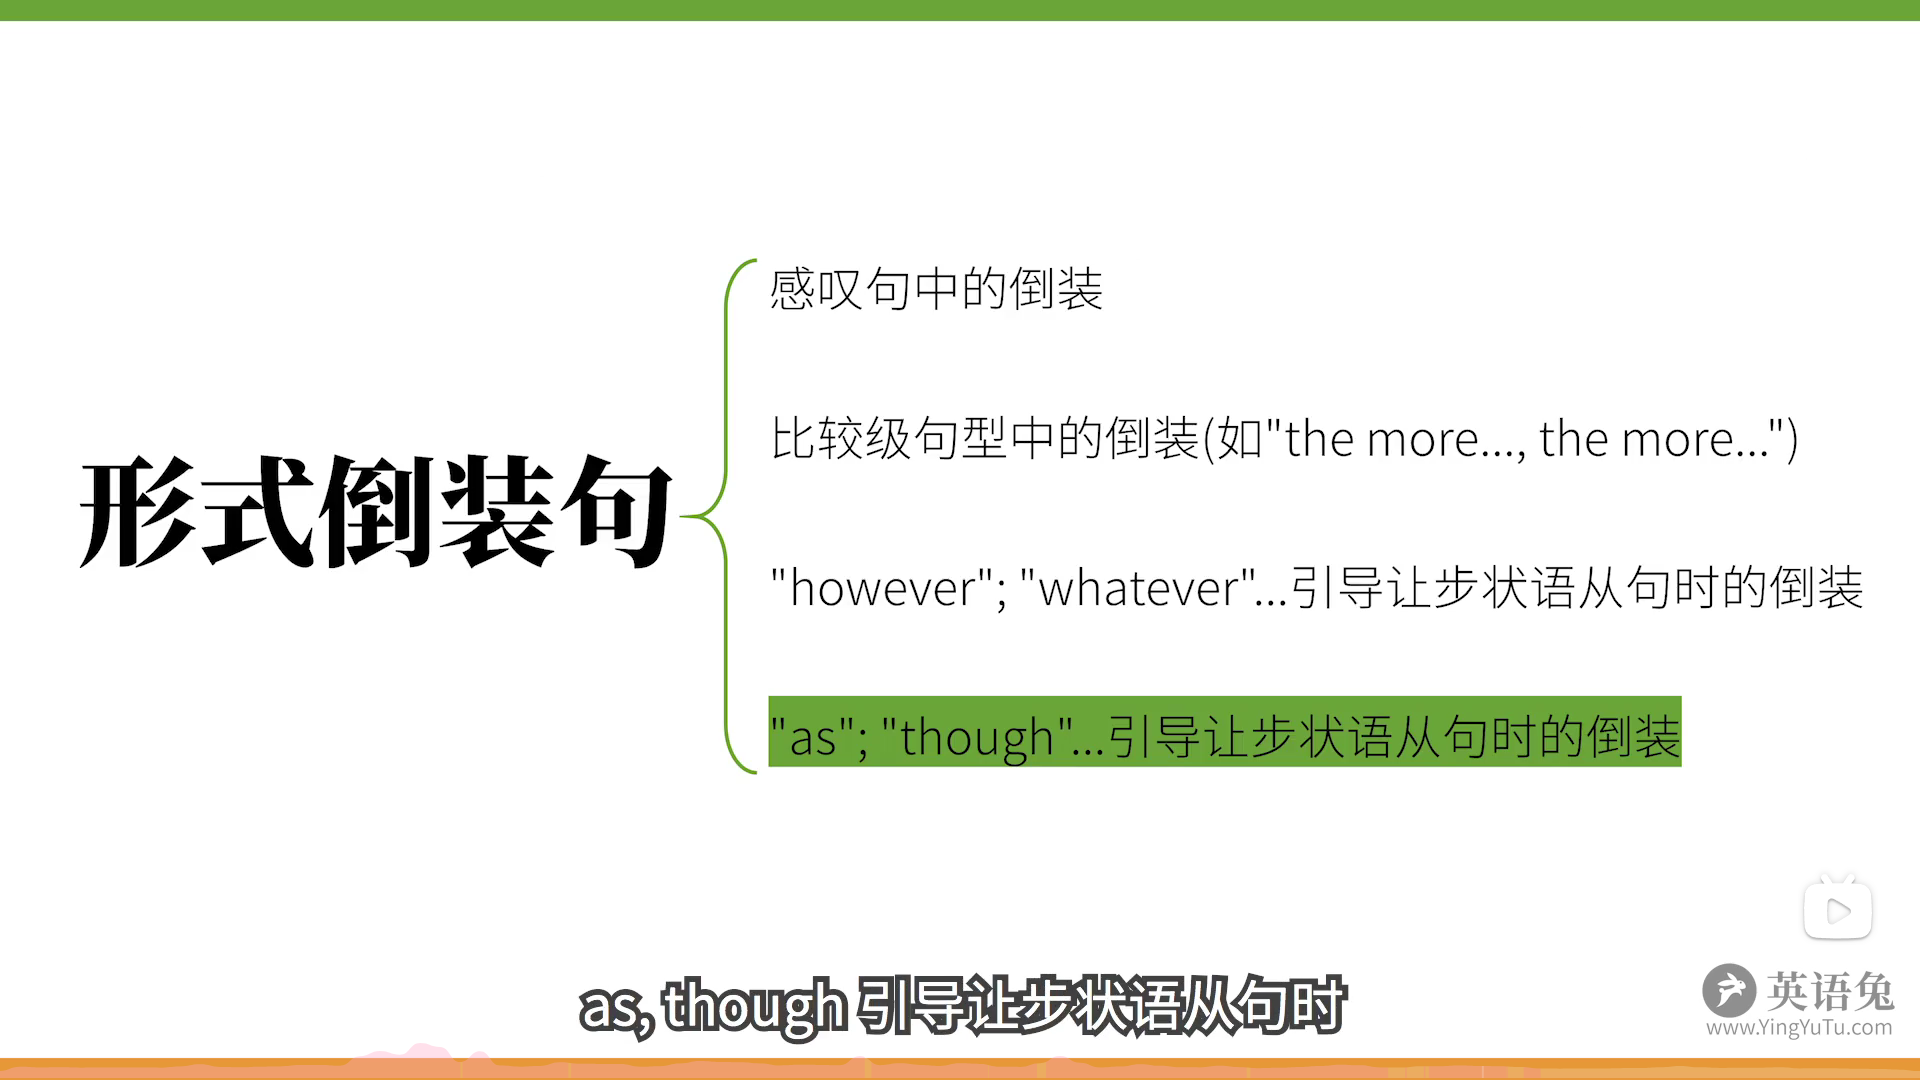 感叹句中的倒装
比较级句型中的倒装(如"the more..., the more...")
形式倒装句
"however"; "whatever"...引导让步状语从句时的倒装
"as"; "though"...引导让步状语从句时的倒装
as, though 引导让步状语从句时
英语兔
www.YingYuTu.com